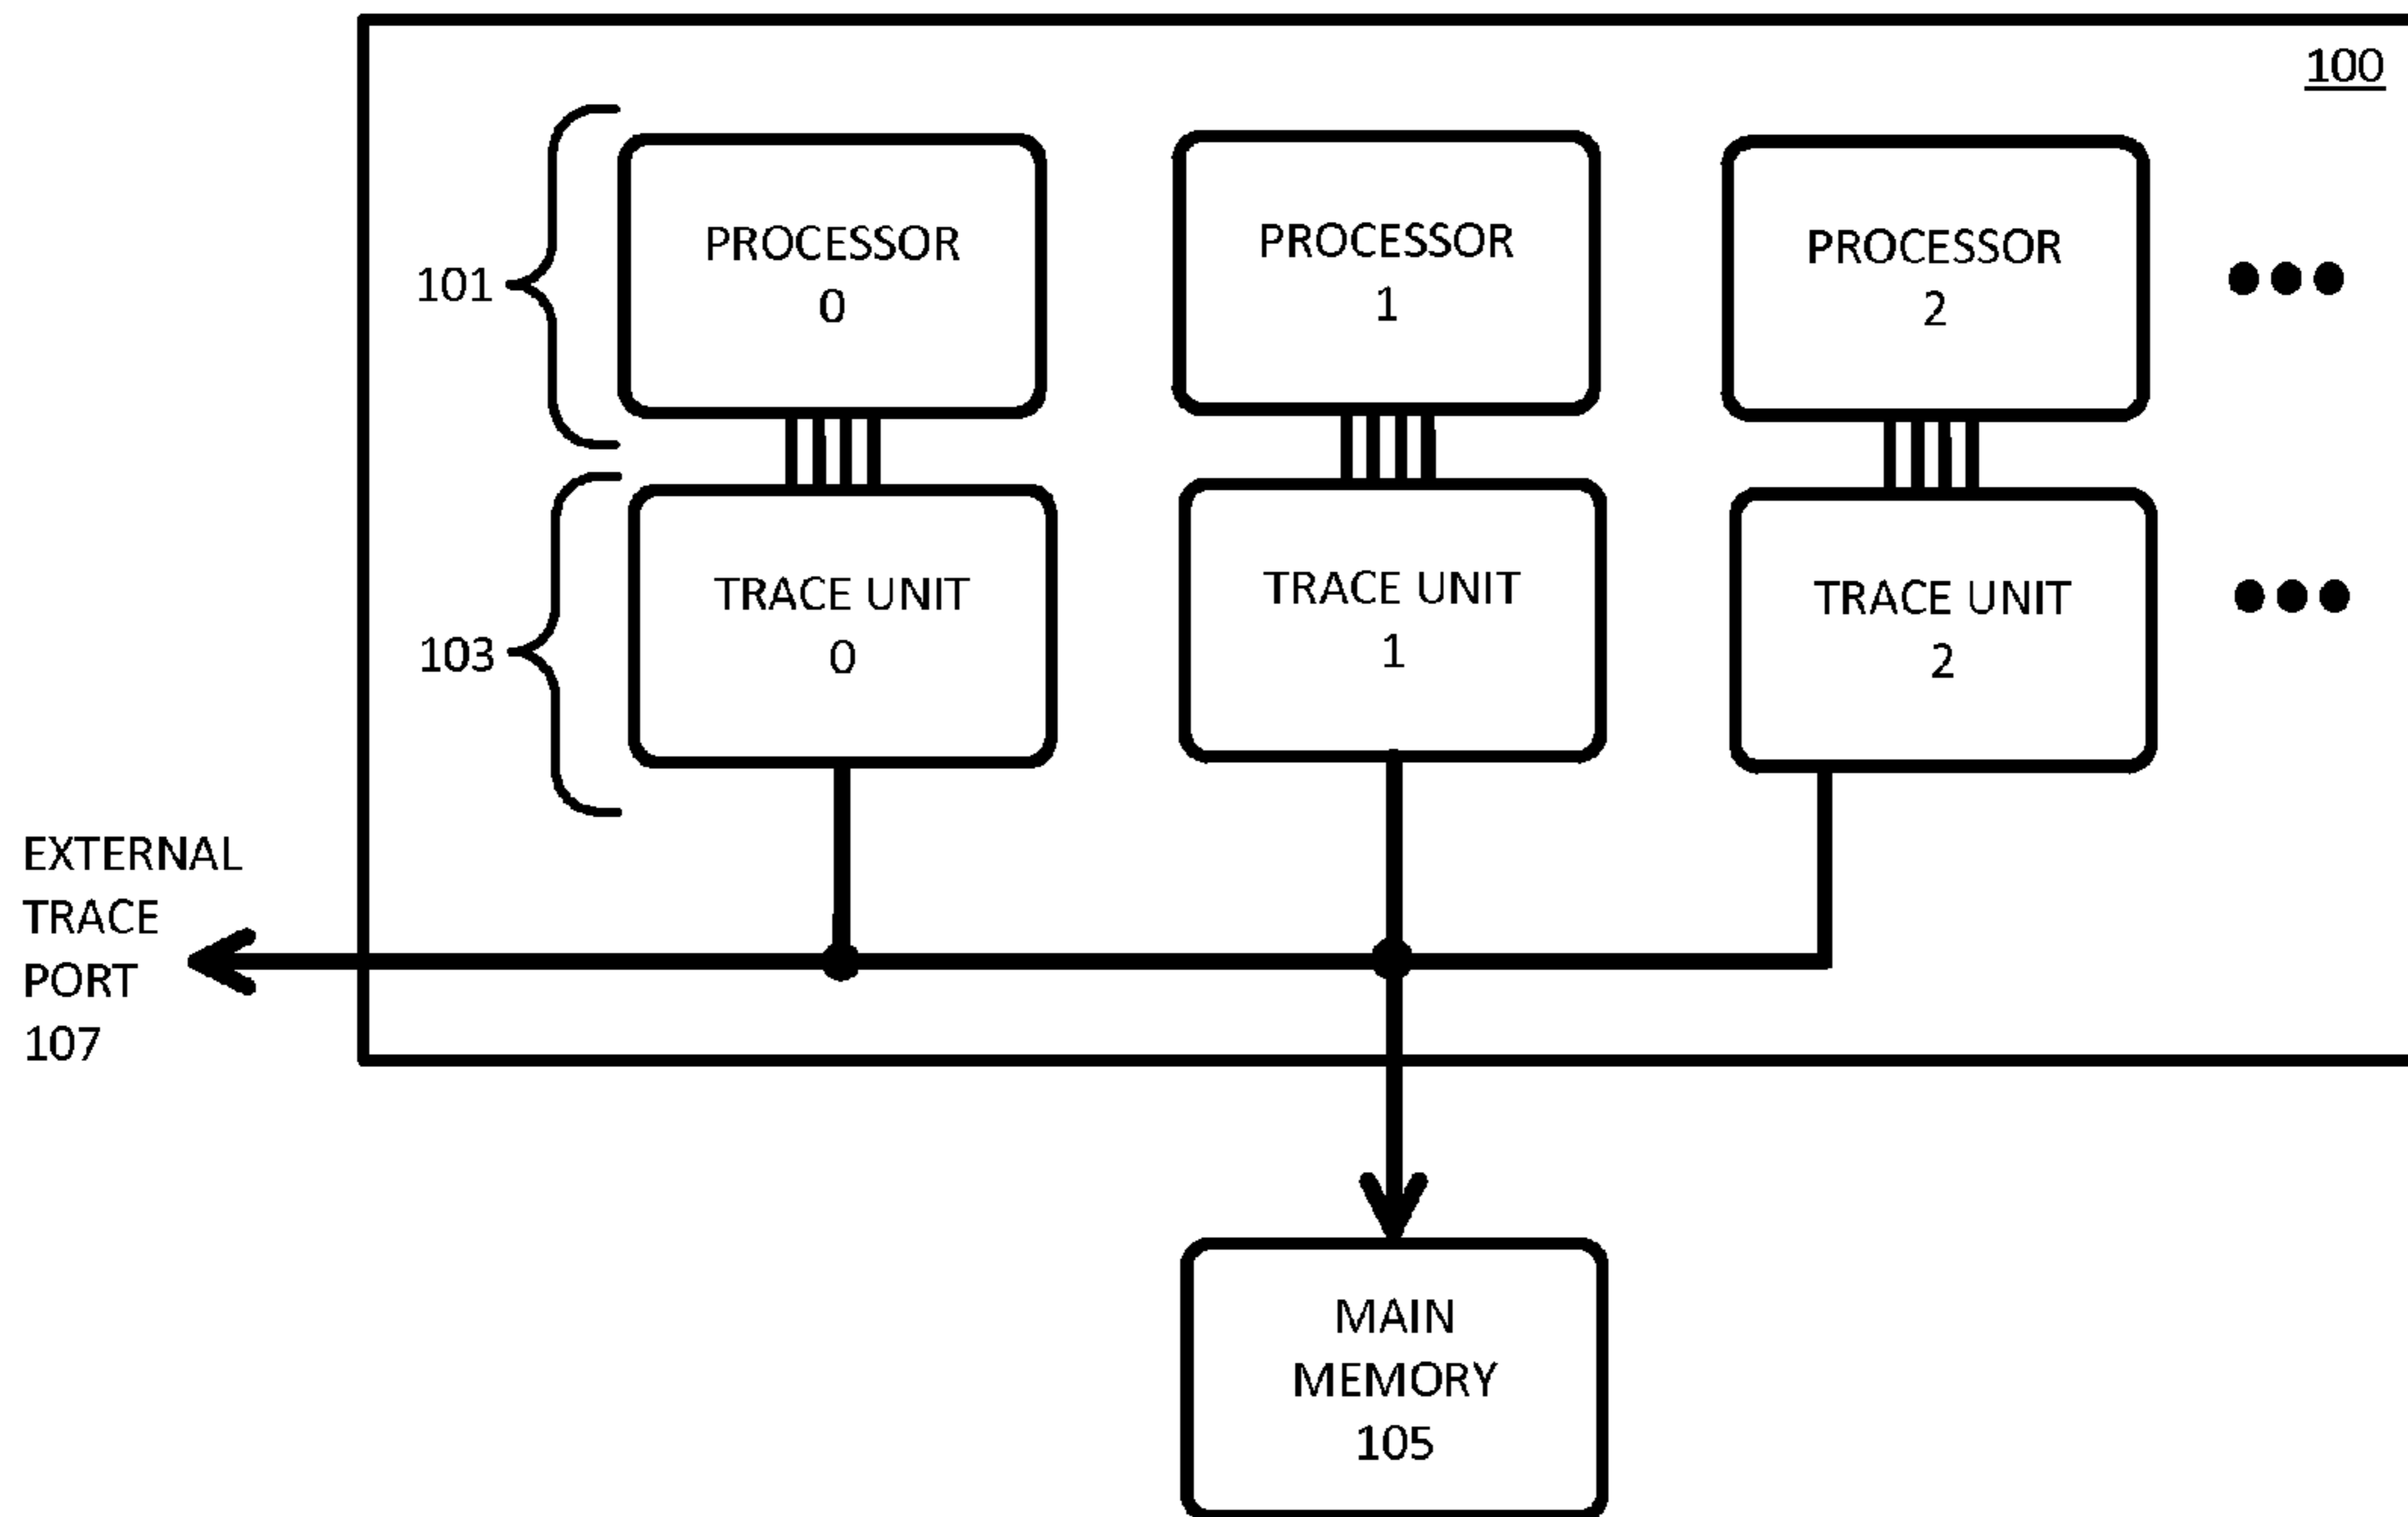 100
PROCESSOR
0
PROCESSOR
1
PROCESSOR
2
101
TRACE UNIT
0
TRACE UNIT
1
TRACE UNIT
2
103
EXTERNAL
TRACE
PORT
107
MAIN
MEMORY
105